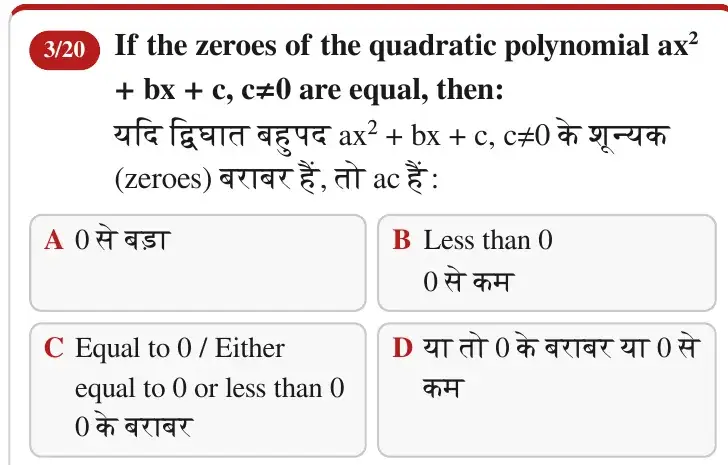 3/20 If the zeroes of the quadratic polynomial ax²
+ bx + c, c≠0 are equal, then:
यदि द्विघात बहुपद ax² + bx + c, c≠0 के शून्यक
(zeroes) बराबर हैं, तो ac हैं :
A 0 से बड़ा
B Less than 0
0 से कम
C Equal to 0 / Either
equal to 0 or less than 0
0 के बराबर
D या तो 0 के बराबर या 0 से
कम